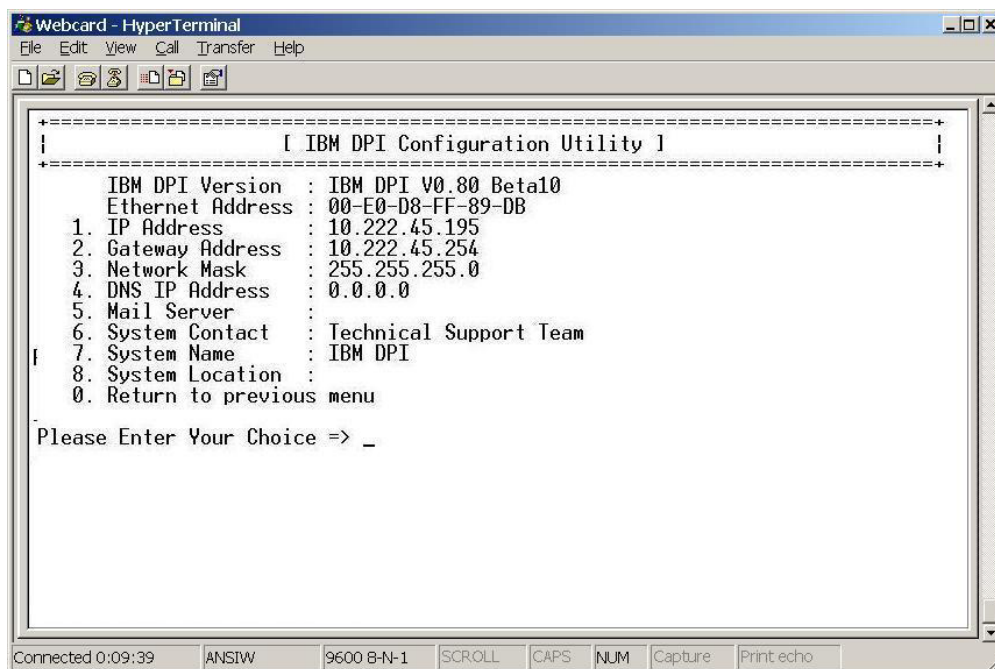 Webcard - HyperTerminal
File Edit View Call Transfer Help
+===========================================================================+
¦ [ IBM DPI Configuration Utility ] ¦
+===========================================================================+
IBM DPI Version : IBM DPI V0.80 Beta10
Ethernet Address : 00-E0-D8-FF-89-DB
1. IP Address : 10.222.45.195
2. Gateway Address : 10.222.45.254
3. Network Mask : 255.255.255.0
4. DNS IP Address : 0.0.0.0
5. Mail Server :
6. System Contact : Technical Support Team
7. System Name : IBM DPI
8. System Location :
0. Return to previous menu
Please Enter Your Choice => _
Connected 0:09:39 ANSIW 9600 8-N-1 SCROLL CAPS NUM Capture Print echo